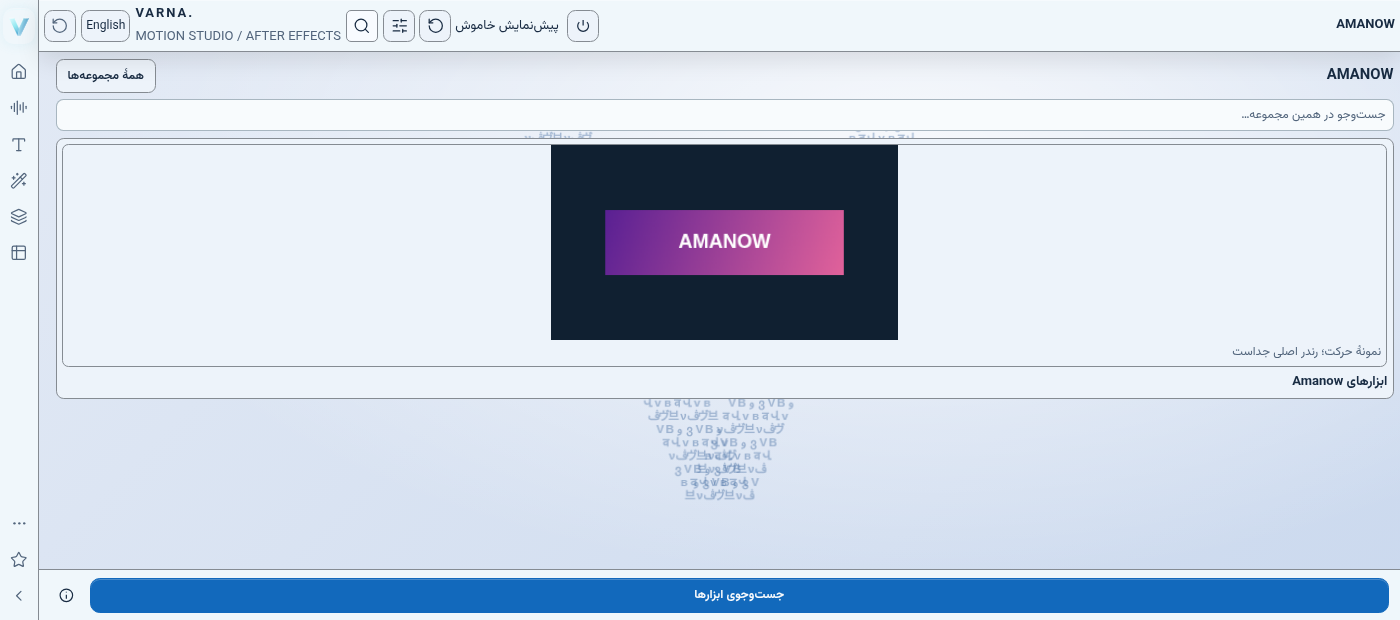 AMANOW
پیش‌نمایش خاموش
English
VARNA.
MOTION STUDIO / AFTER EFFECTS
AMANOW
همهٔ مجموعه‌ها
جست‌وجو در همین مجموعه…
AMANOW
نمونهٔ حرکت؛ رندر اصلی جداست
ابزارهای Amanow
جست‌وجوی ابزارها